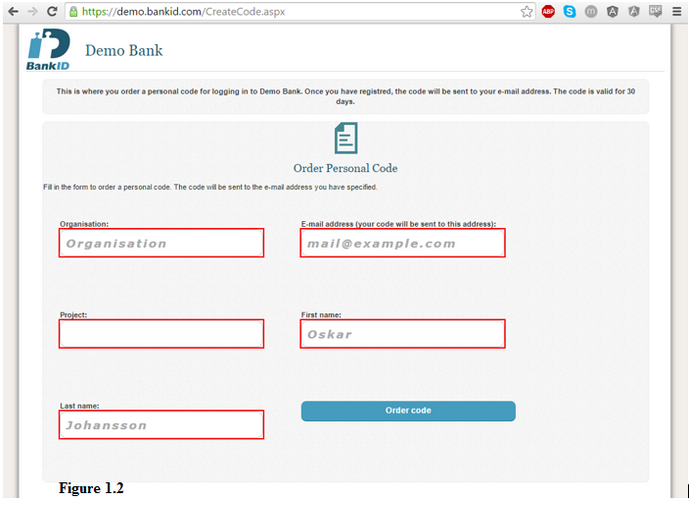 https://demo.bankid.com/CreateCode.aspx
ABP
BankID
Demo Bank
This is where you order a personal code for logging in to Demo Bank. Once you have registred, the code will be sent to your e-mail address. The code is valid for 30
days.
Order Personal Code
Fill in the form to order a personal code. The code will be sent to the e-mail address you have specified.
Organisation:
E-mail address (your code will be sent to this address):
Organisation
mail@example.com
Project:
First name:
Oskar
Last name:
Order code
Johansson
Figure 1.2